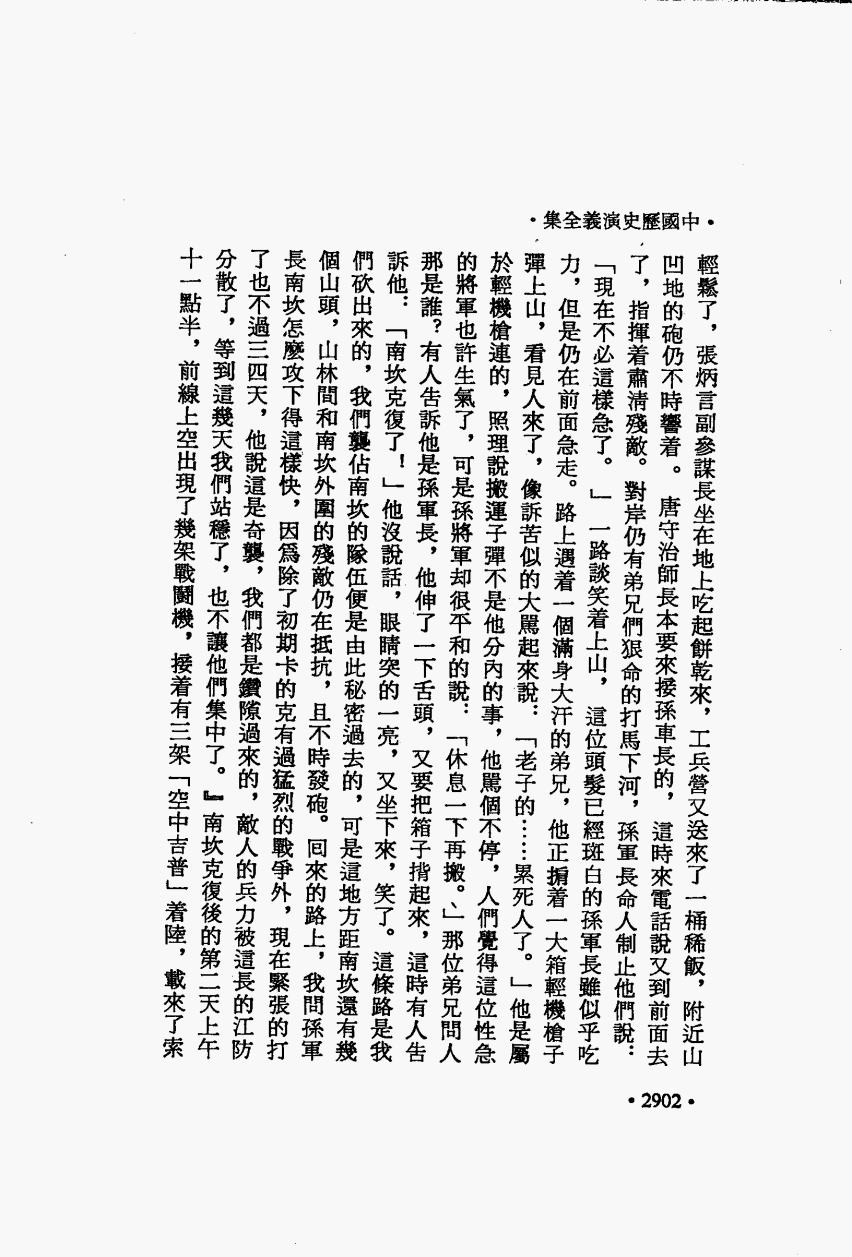 •中國歷史演義全集•
輕鬆了，張炳言副參謀長坐在地上吃起餅乾來，工兵營又送來了一桶稀飯，附近山
凹地的砲仍不時響着。唐守治師長本要來接孫車長的，這時來電話說又到前面去
了，指揮着肅清殘敵。對岸仍有弟兄們狠命的打馬下河，孫軍長命人制止他們說：
「現在不必這樣急了。」一路談笑着上山，這位頭髮已經斑白的孫軍長雖似乎吃
力，但是仍在前面急走。路上遇着一個滿身大汗的弟兄，他正揹着一大箱輕機槍子
彈上山，看見人來了，像訴苦似的大罵起來說：「老子的……累死人了。」他是屬
於輕機槍連的，照理說搬運子彈不是他分內的事，他罵個不停，人們覺得這位性急
的將軍也許生氣了，可是孫將軍却很平和的說：「休息一下再搬。」那位弟兄問人
那是誰？有人告訴他是孫軍長，他伸了一下舌頭，又要把箱子揹起來，這時有人告
訴他：「南坎克復了！」他沒說話，眼睛突的一亮，又坐下來，笑了。這條路是我
們砍出來的，我們襲佔南坎的隊伍便是由此秘密過去的，可是這地方距南坎還有幾
個山頭，山林間和南坎外圍的殘敵仍在抵抗，且不時發砲。回來的路上，我問孫軍
長南坎怎麼攻下得這樣快，因爲除了初期卡的克有過猛烈的戰爭外，現在緊張的打
了也不過三四天，他說這是奇襲，我們都是鑽隙過來的，敵人的兵力被這長的江防
分散了，等到這幾天我們站穩了，也不讓他們集中了。』南坎克復後的第二天上午
十一點半，前線上空出現了幾架戰鬪機，接着有三架「空中吉普」着陸，載來了索
•2902•